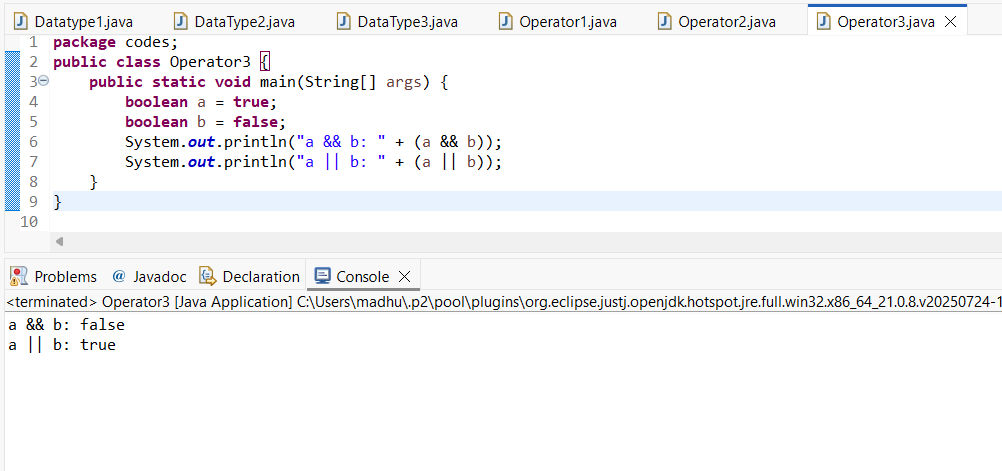 Datatype1.java DataType2.java DataType3.java Operator1.java Operator2.java Operator3.java
1 package codes;
2 public class Operator3 {
3 public static void main(String[] args) {
4 boolean a = true;
5 boolean b = false;
6 System.out.println("a && b: " + (a && b));
7 System.out.println("a || b: " + (a || b));
8 }
9 }
10
Problems @ Javadoc Declaration Console
<terminated> Operator3 [Java Application] C:\Users\madhu\.p2\pool\plugins\org.eclipse.justj.openjdk.hotspot.jre.full.win32.x86_64_21.0.8.v20250724-1
a && b: false
a || b: true